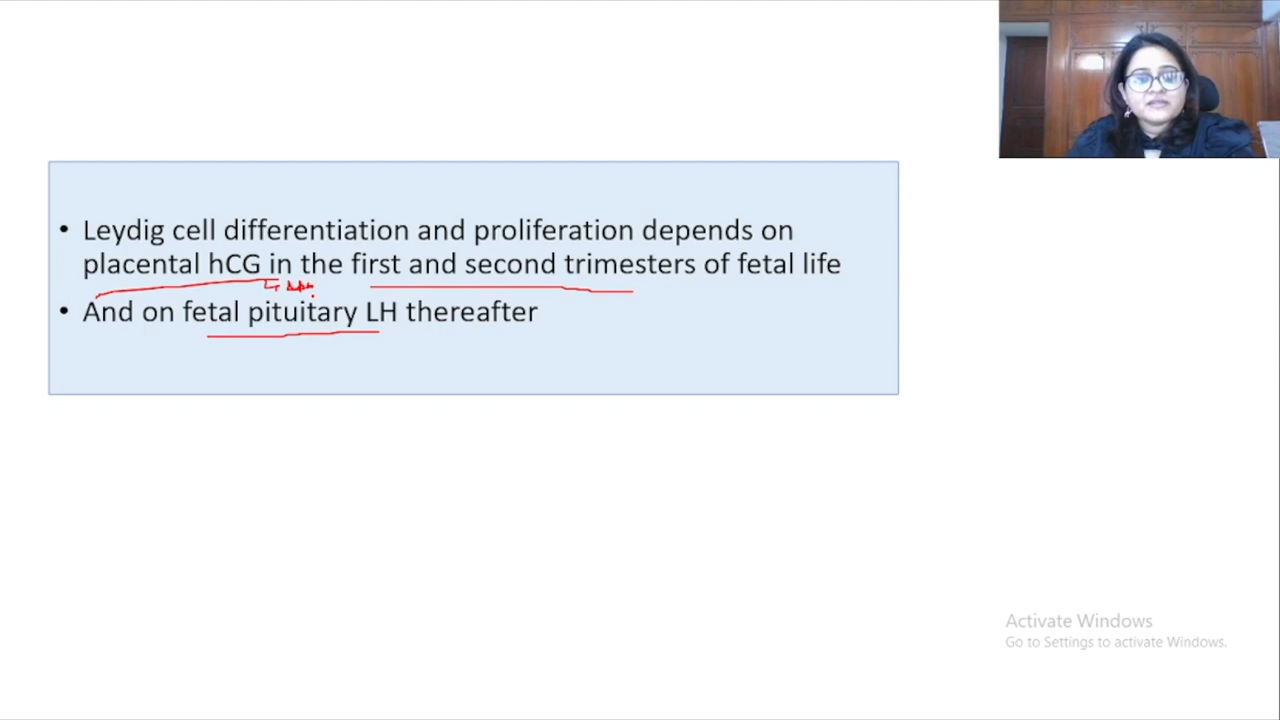 • Leydig cell differentiation and proliferation depends on
placental hCG in the first and second trimesters of fetal life
• And on fetal pituitary LH thereafter
Activate Windows
Go to Settings to activate Windows.